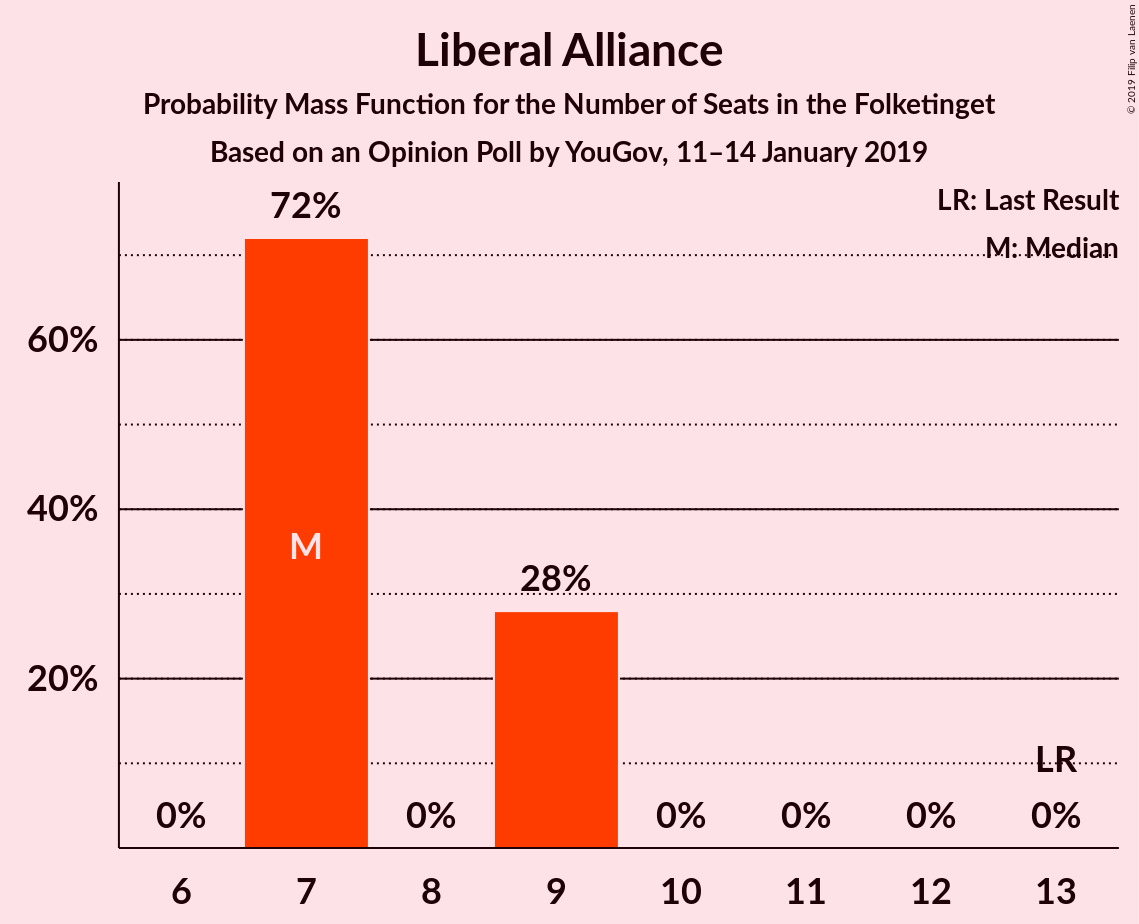 Liberal Alliance
Probability Mass Function for the Number of Seats in the Folketinget
Based on an Opinion Poll by YouGov, 11–14 January 2019
© 2019 Filip van Laenen
LR: Last Result
M: Median
72%
60%
40%
20%
M
28%
LR
0%
0%
0%
0%
0%
0%
6
7
8
9
10
11
12
13